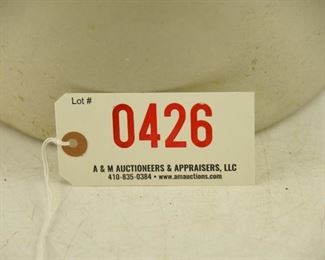 Lot #
0426
A & M AUCTIONEERS & APPRAISERS, LLC
410-835-0384 • www.amauctions.com